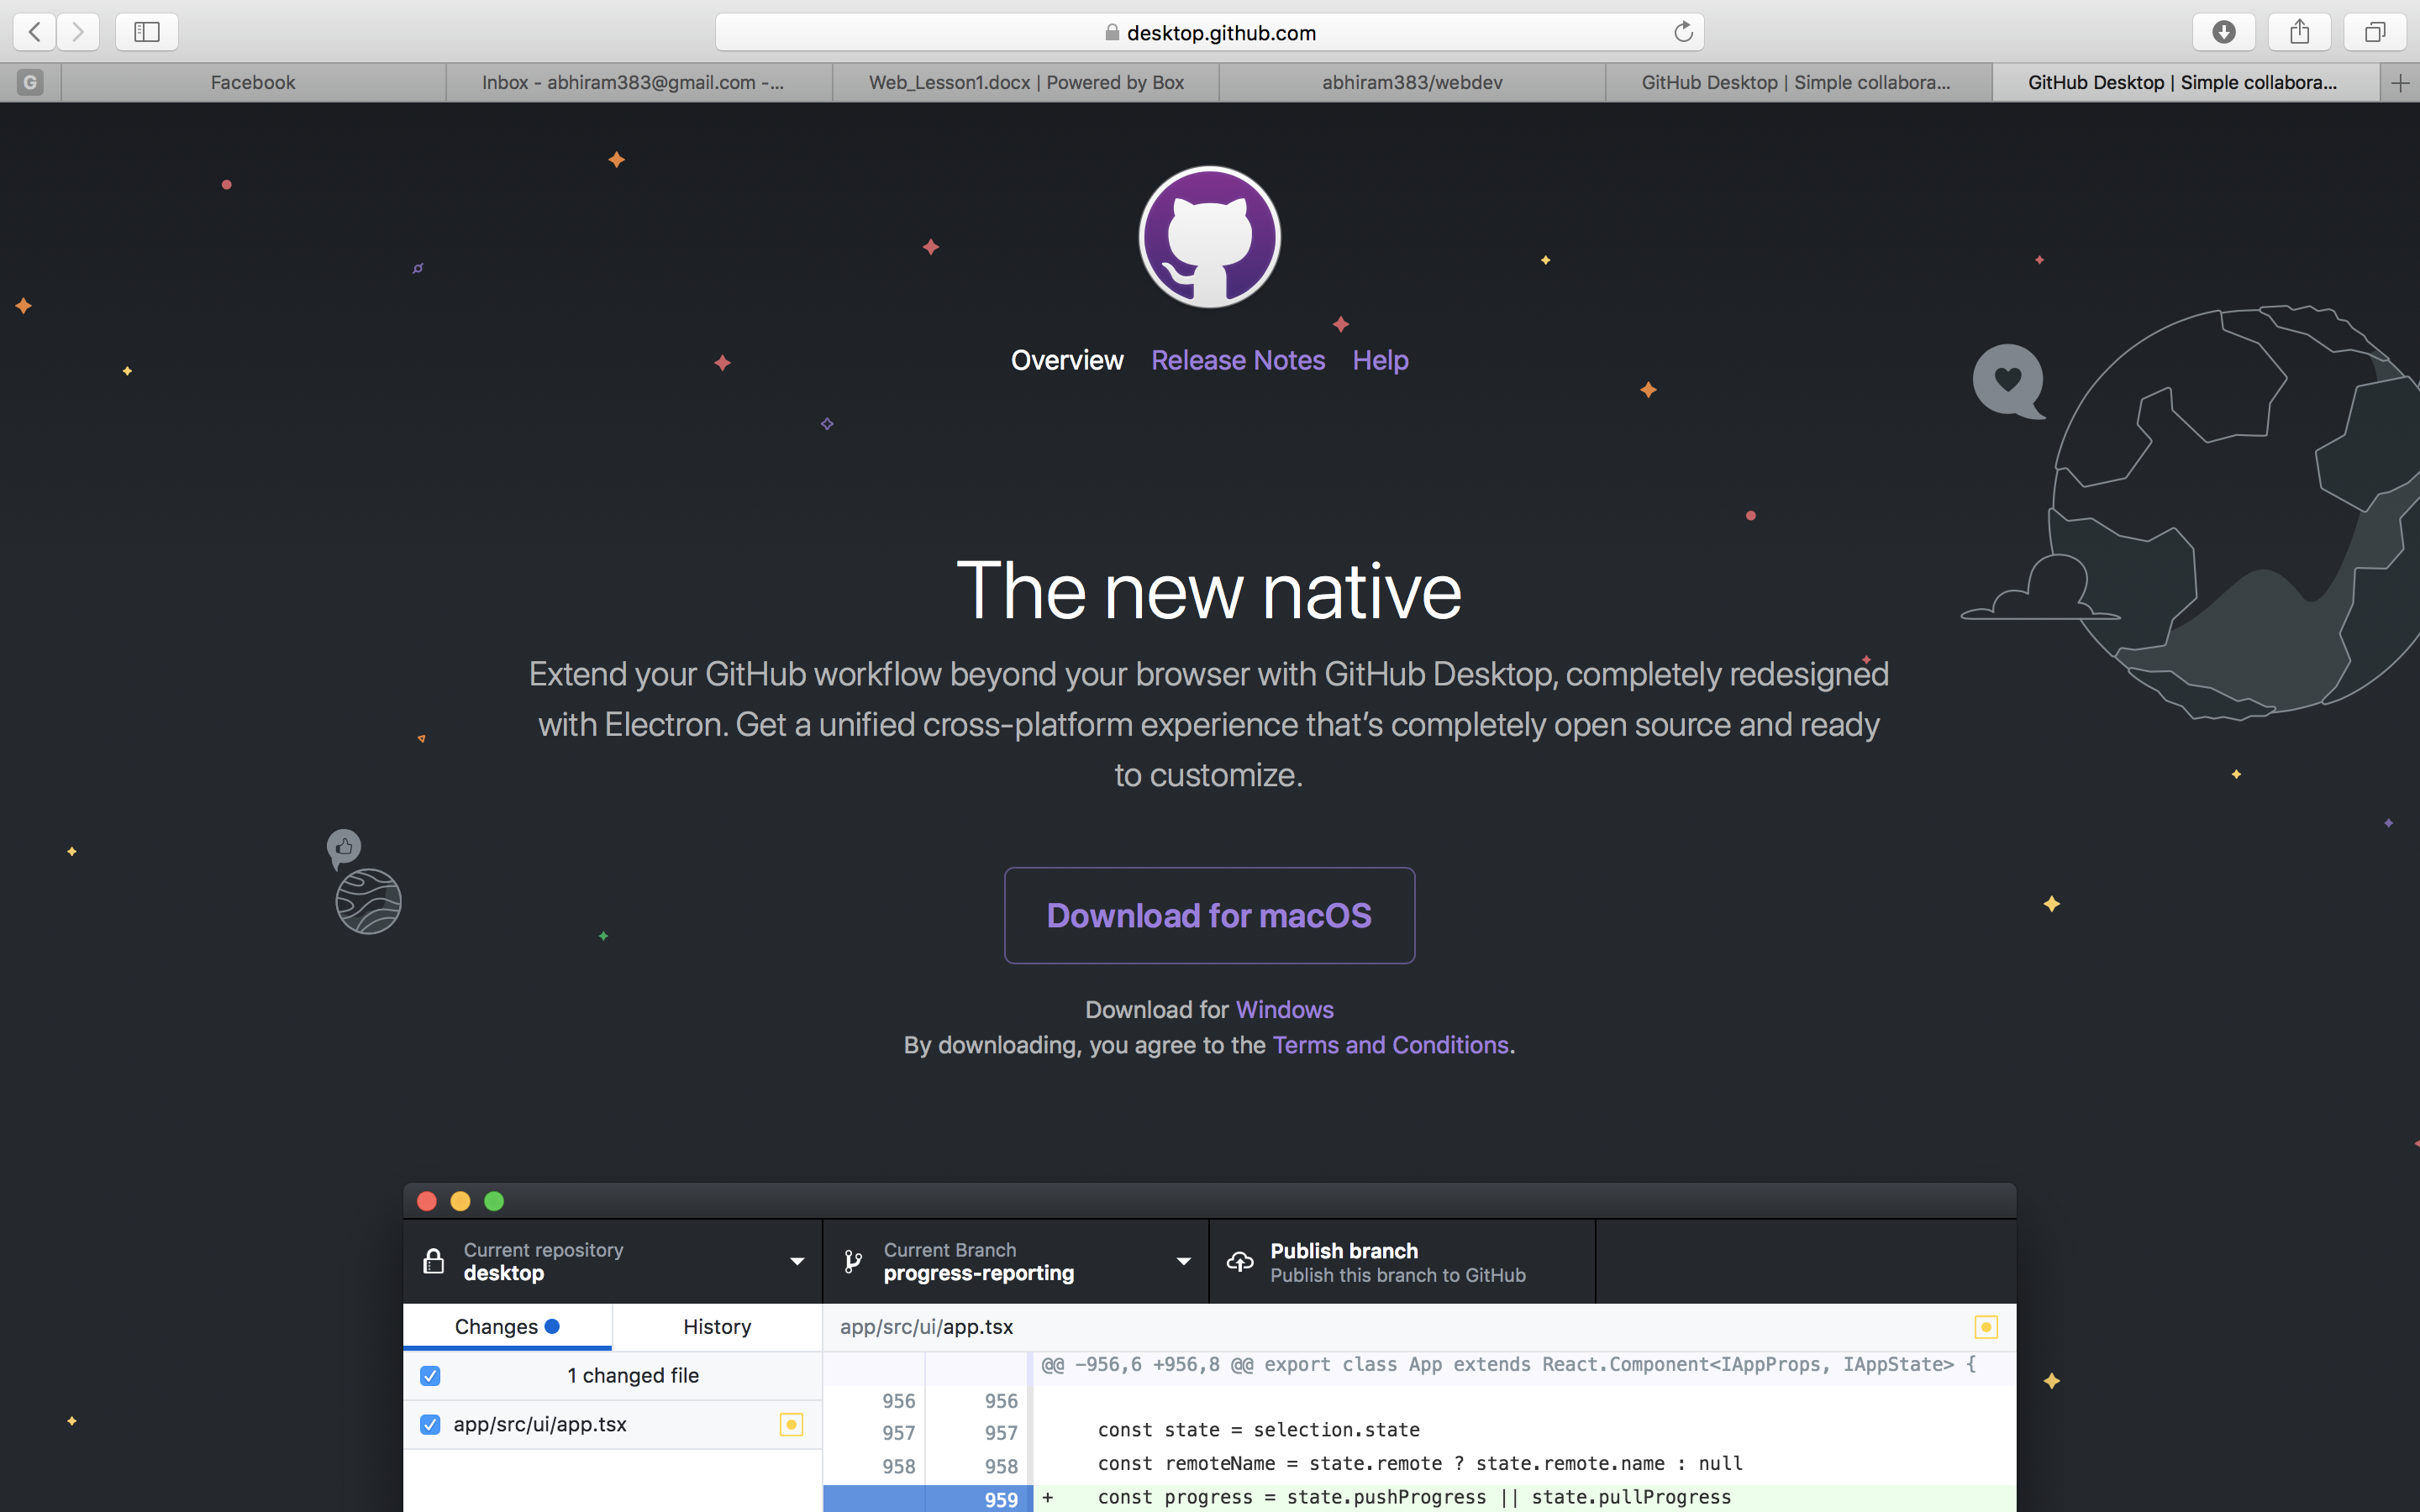 desktop.github.com
G
Facebook
Inbox - abhiram383@gmail.com -...
Web_Lesson1.docx | Powered by Box
abhiram383/webdev
GitHub Desktop | Simple collabora...
GitHub Desktop | Simple collabora...
Overview Release Notes Help
The new native
Extend your GitHub workflow beyond your browser with GitHub Desktop, completely redesigned
with Electron. Get a unified cross-platform experience that’s completely open source and ready
to customize.
Download for macOS
Download for Windows
By downloading, you agree to the Terms and Conditions.
Current repository
desktop
Current Branch
progress-reporting
Publish branch
Publish this branch to GitHub
Changes
History
app/src/ui/app.tsx
1 changed file
app/src/ui/app.tsx
@@ -956,6 +956,8 @@ export class App extends React.Component<IAppProps, IAppState> {
956 956
957 957 const state = selection.state
958 958 const remoteName = state.remote ? state.remote.name : null
959 + const progress = state.pushProgress || state.pullProgress